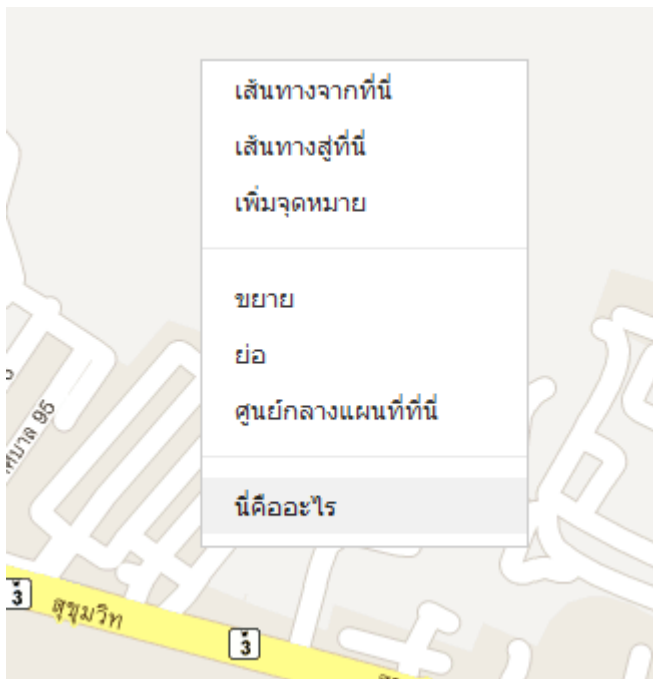 เส้นทางจากที่นี่
เส้นทางสู่ที่นี่
เพิ่มจุดหมาย
ขยาย
ย่อ
ศูนย์กลางแผนที่ที่นี่
95
นี่คืออะไร
3
สุขุมวิท
3